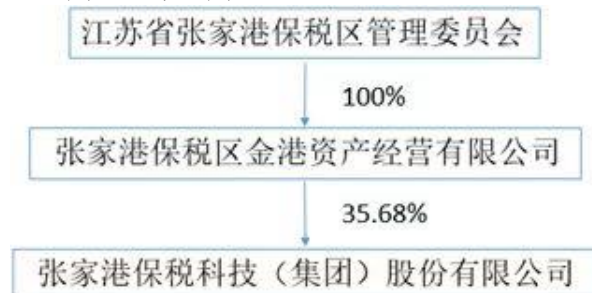 江苏省张家港保税区管理委员会
100%
张家港保税区金港资产经营有限公司
35.68%
张家港保税科技（集团）股份有限公司